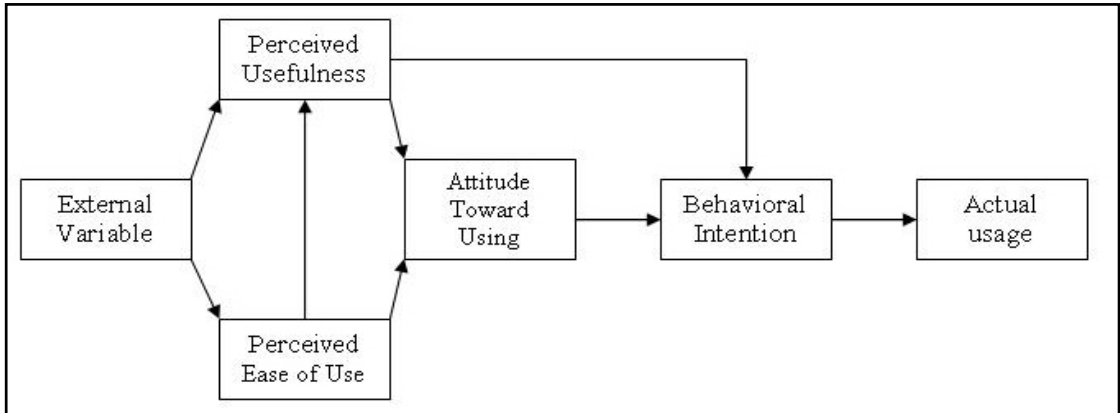 Perceived
Usefulness
External
Variable
Perceived
Ease of Use
Attitude
Toward
Using
Behavioral
Intention
Actual
usage